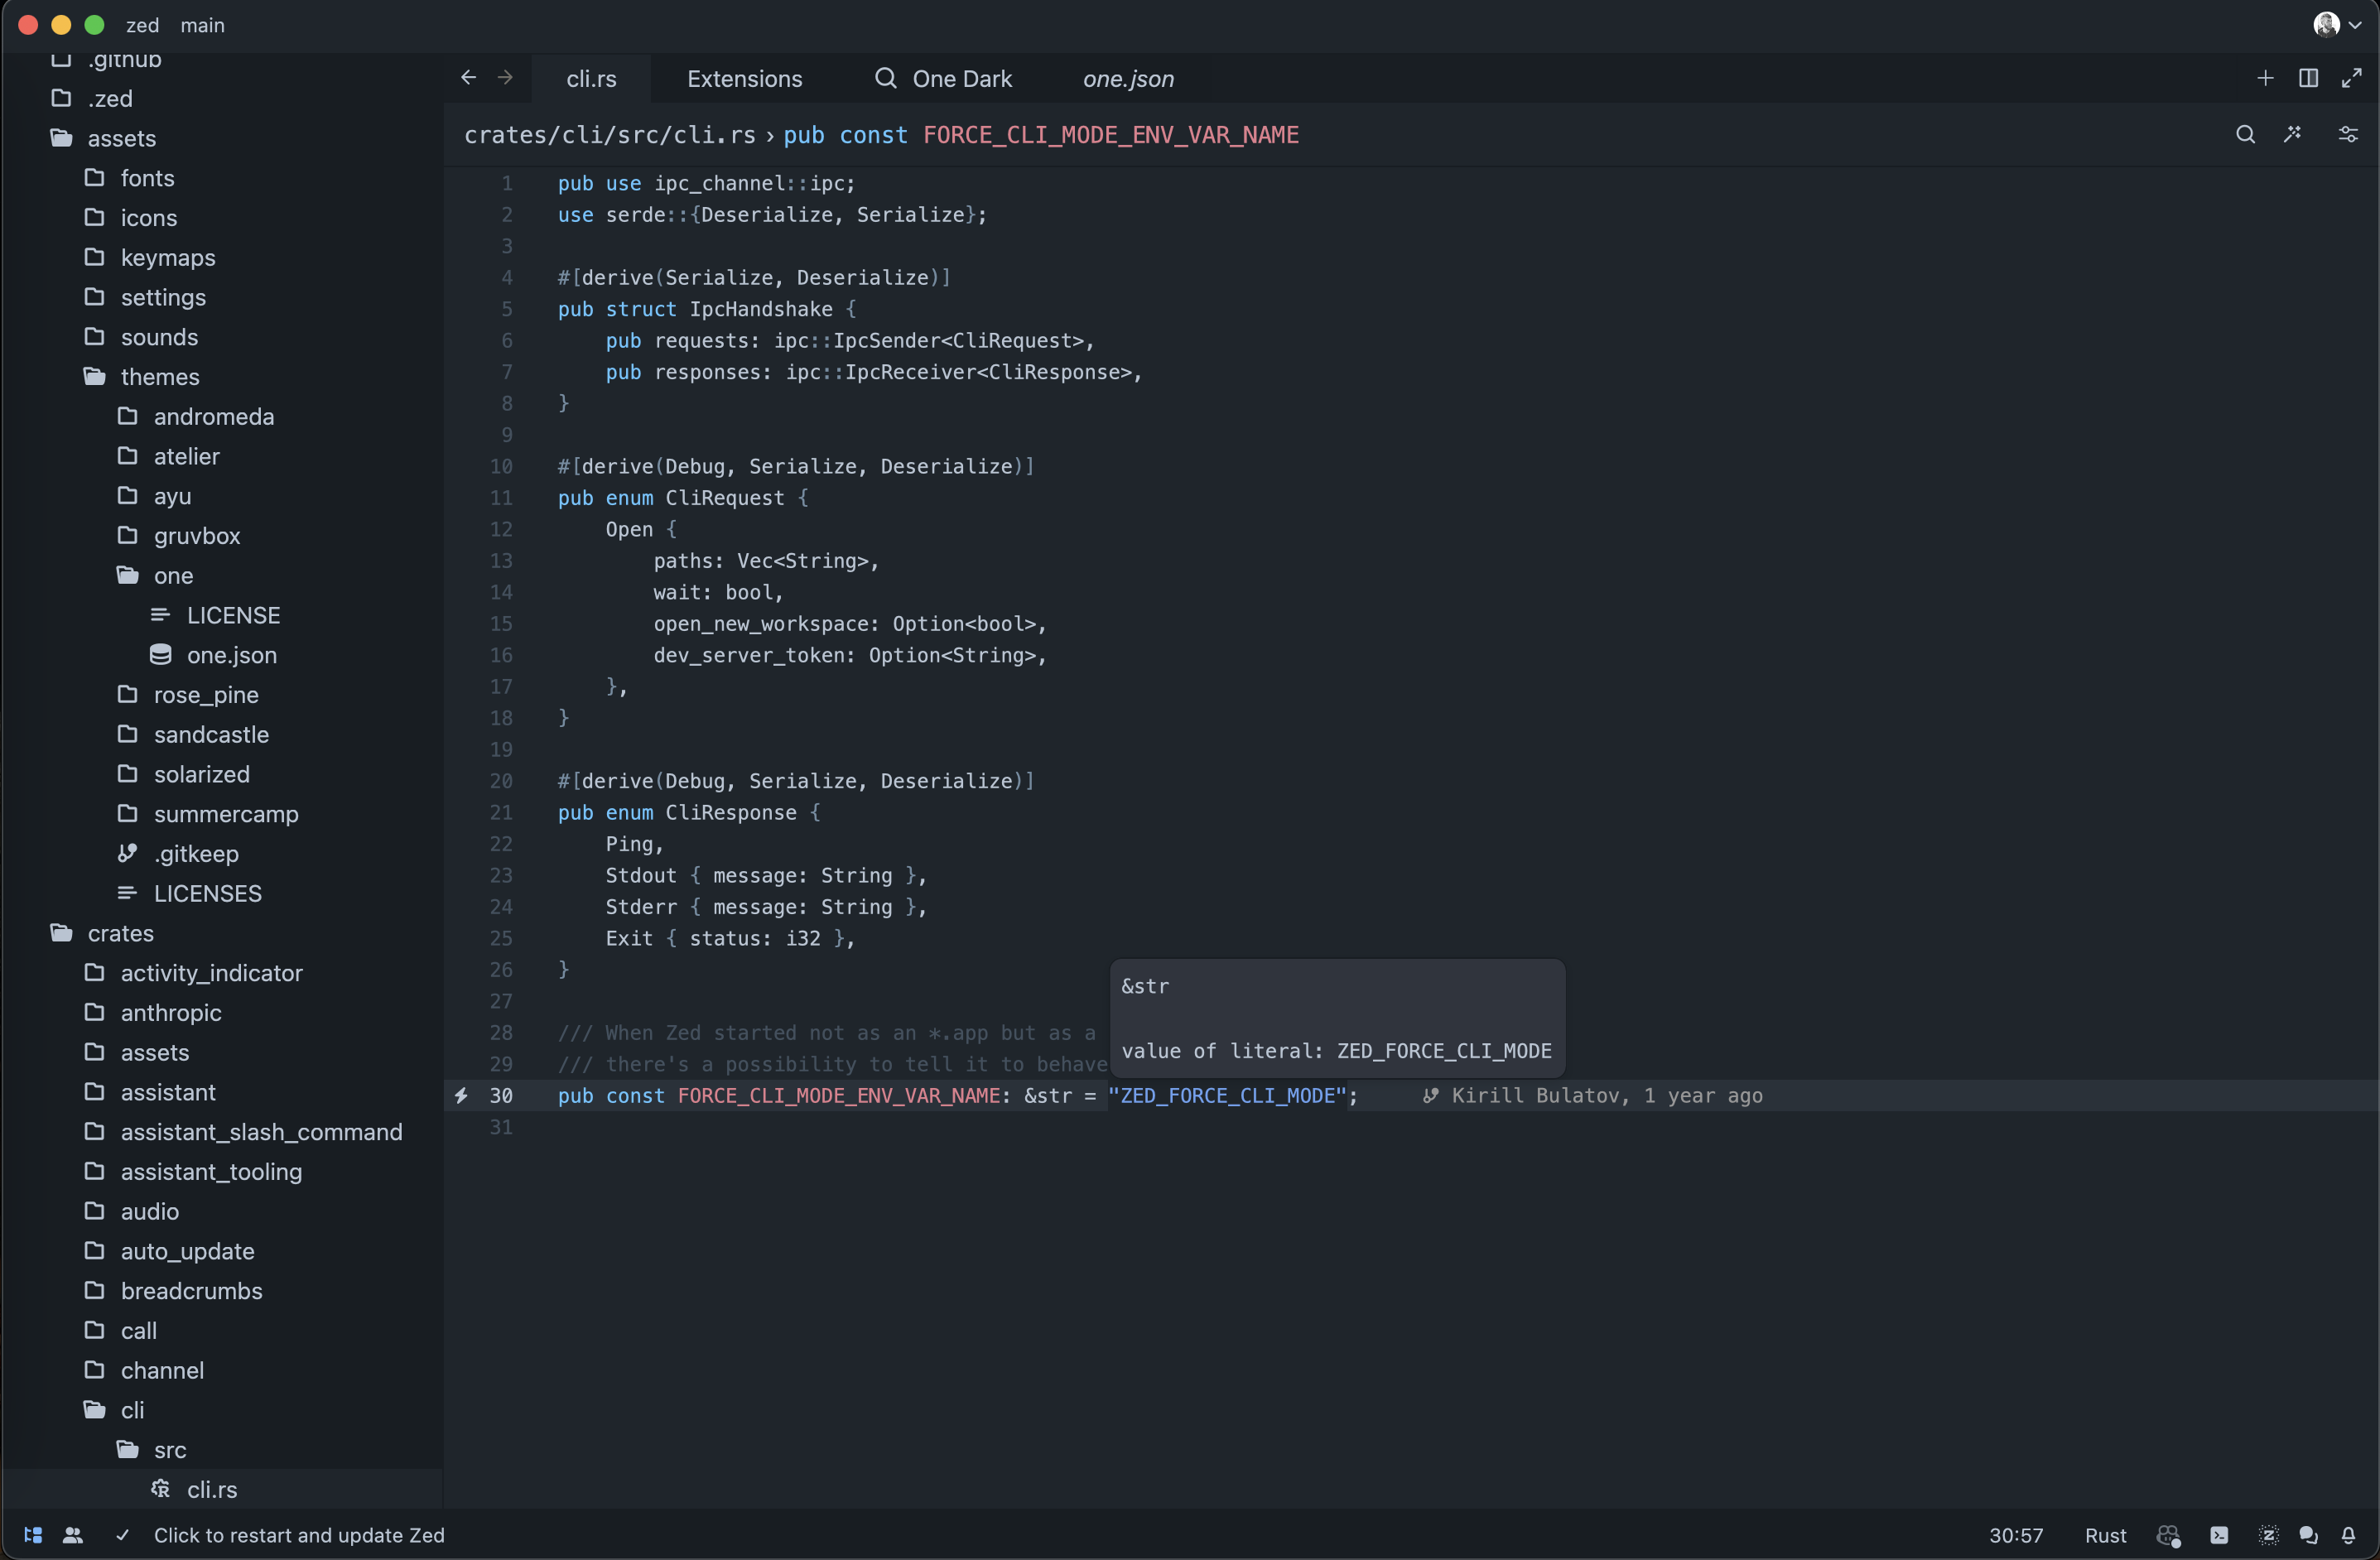 zed main
.github
.zed
assets
fonts
icons
keymaps
settings
sounds
themes
andromeda
atelier
ayu
gruvbox
one
LICENSE
one.json
rose_pine
sandcastle
solarized
summercamp
.gitkeep
LICENSES
crates
activity_indicator
anthropic
assets
assistant
assistant_slash_command
assistant_tooling
audio
auto_update
breadcrumbs
call
channel
cli
src
cli.rs
cli.rs Extensions One Dark one.json
crates/cli/src/cli.rs › pub const FORCE_CLI_MODE_ENV_VAR_NAME
1 pub use ipc_channel::ipc;
2 use serde::{Deserialize, Serialize};
3
4 #[derive(Serialize, Deserialize)]
5 pub struct IpcHandshake {
6     pub requests: ipc::IpcSender<CliRequest>,
7     pub responses: ipc::IpcReceiver<CliResponse>,
8 }
9
10 #[derive(Debug, Serialize, Deserialize)]
11 pub enum CliRequest {
12     Open {
13         paths: Vec<String>,
14         wait: bool,
15         open_new_workspace: Option<bool>,
16         dev_server_token: Option<String>,
17     },
18 }
19
20 #[derive(Debug, Serialize, Deserialize)]
21 pub enum CliResponse {
22     Ping,
23     Stdout { message: String },
24     Stderr { message: String },
25     Exit { status: i32 },
26 }
27
28 /// When Zed started not as an *.app but as a
29 /// there's a possibility to tell it to behave
30 pub const FORCE_CLI_MODE_ENV_VAR_NAME: &str = "ZED_FORCE_CLI_MODE"; Kirill Bulatov, 1 year ago
31
&str
value of literal: ZED_FORCE_CLI_MODE
Click to restart and update Zed
30:57 Rust